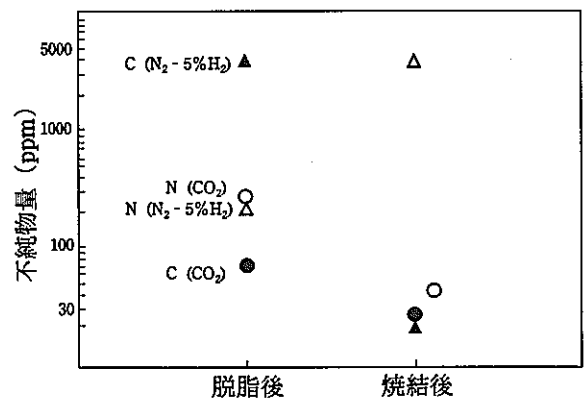 不純物量 (ppm)
5000
1000
100
30
C (N₂-5%H₂)
N (CO₂)
N (N₂-5%H₂)
C (CO₂)
脱脂後
焼結後